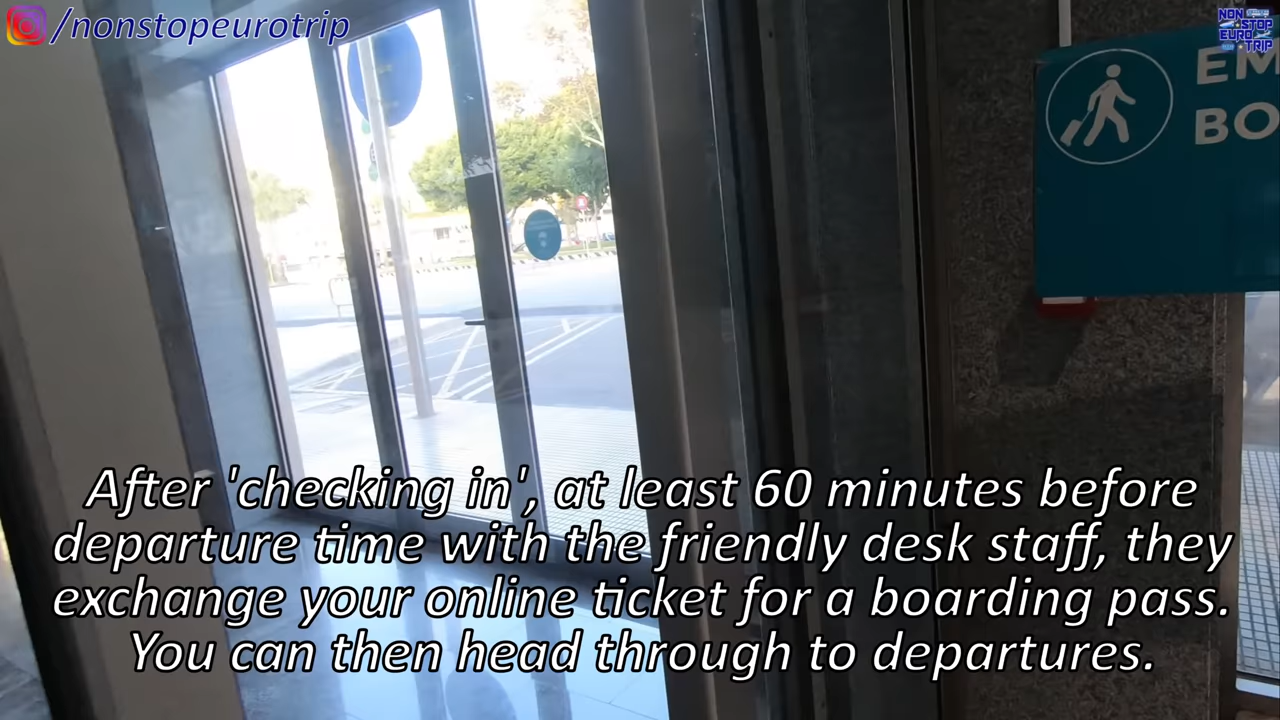 /nonstopeurotrip
NON
STOP
EURO
TRIP
EM
BO
After 'checking in', at least 60 minutes before
departure time with the friendly desk staff, they
exchange your online ticket for a boarding pass.
You can then head through to departures.